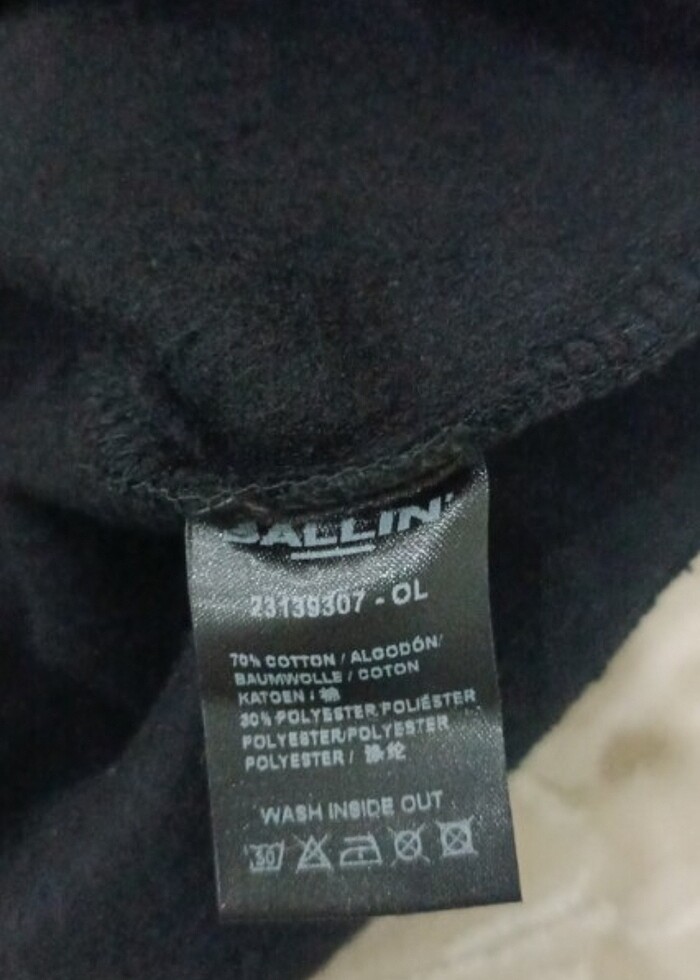 BALLIN'
23139307 - OL
70% COTTON / ALGODÓN/
BAUMWOLLE / COTON
KATOEN / 棉
30% POLYESTER/POLIÉSTER
POLYESTER/POLYESTER
POLYESTER / 涤纶
WASH INSIDE OUT
30